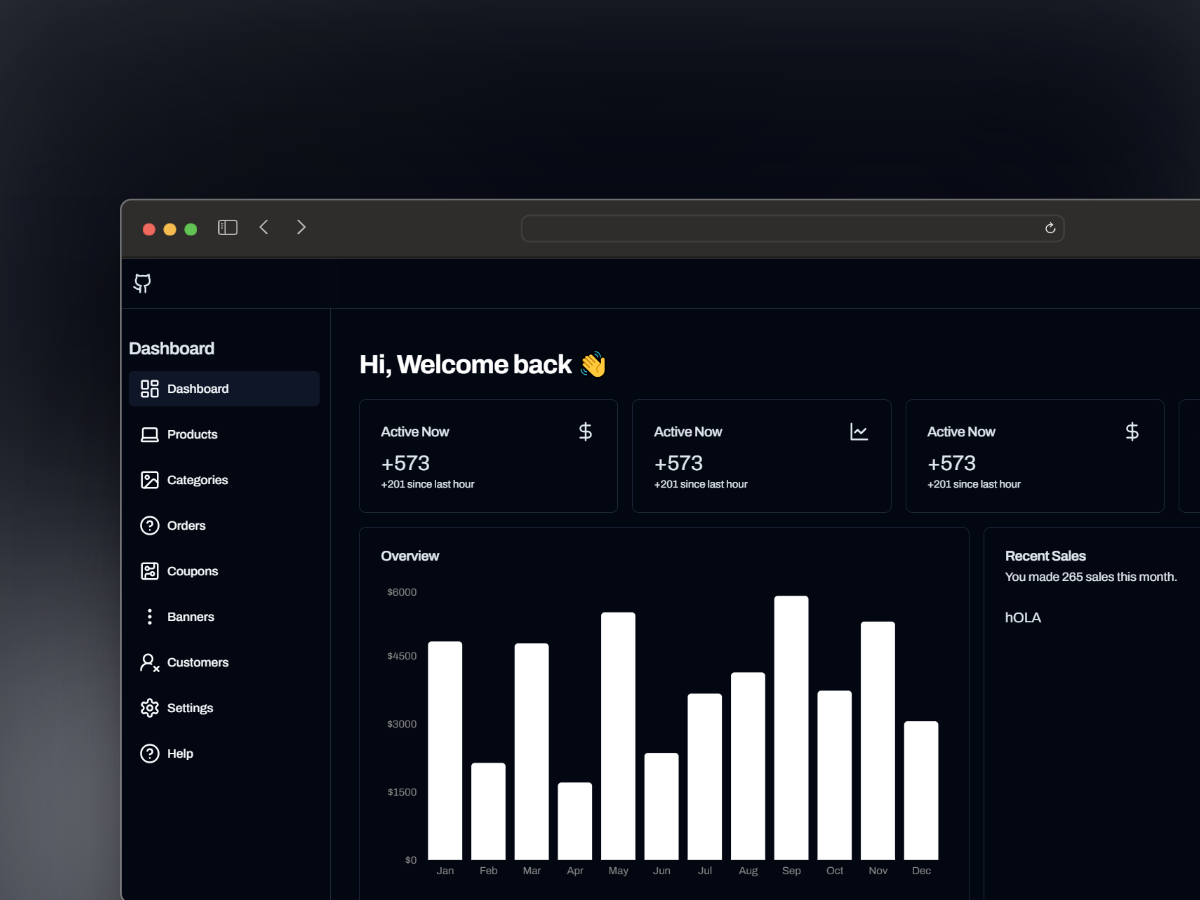 Dashboard
Dashboard
Products
Categories
Orders
Coupons
Banners
Customers
Settings
Help
Hi, Welcome back 👋
Active Now
+573
+201 since last hour
Active Now
+573
+201 since last hour
Active Now
+573
+201 since last hour
Overview
$6000
$4500
$3000
$1500
$0
Jan Feb Mar Apr May Jun Jul Aug Sep Oct Nov Dec
Recent Sales
You made 265 sales this month.
hOLA